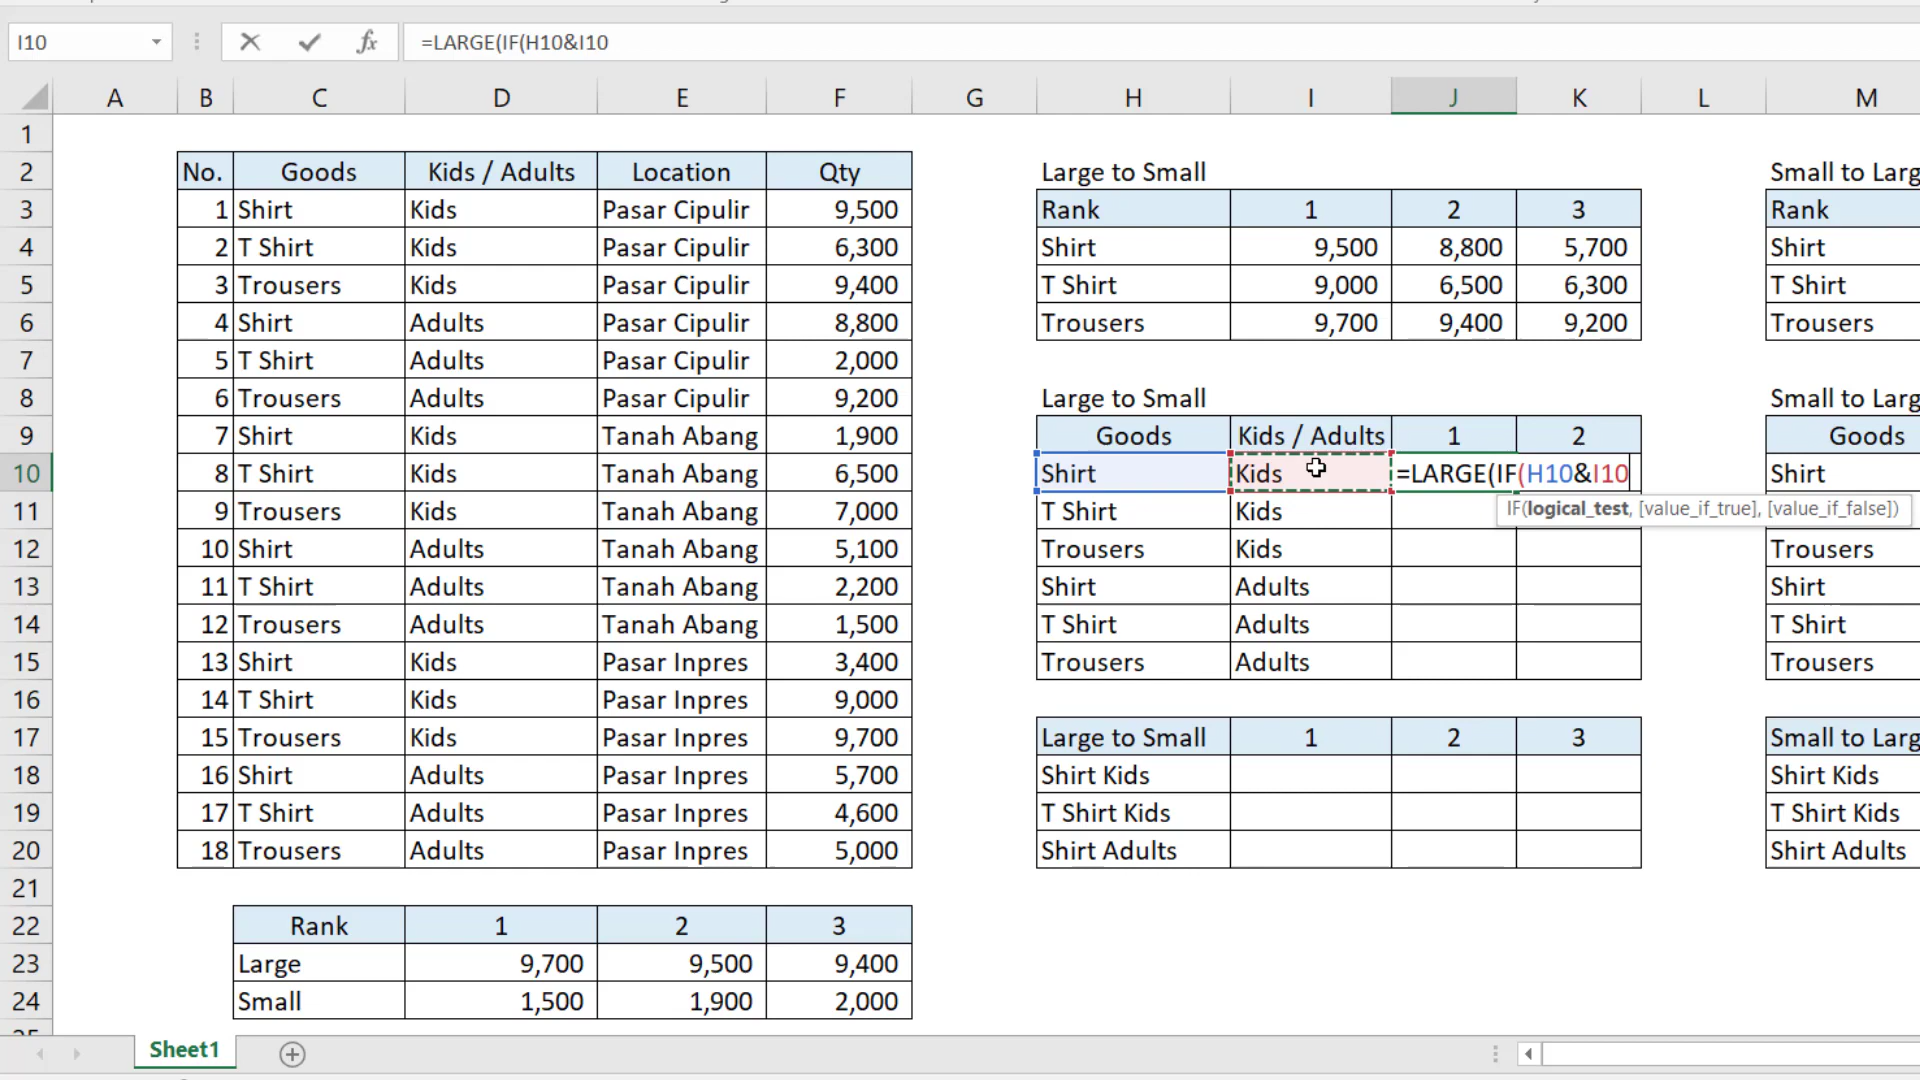 I10 =LARGE(IF(H10&I10
A B C D E F G H I J K L M
1
2 No. Goods Kids / Adults Location Qty Large to Small Small to Larg
3 1 Shirt Kids Pasar Cipulir 9,500 Rank 1 2 3 Rank
4 2 T Shirt Kids Pasar Cipulir 6,300 Shirt 9,500 8,800 5,700 Shirt
5 3 Trousers Kids Pasar Cipulir 9,400 T Shirt 9,000 6,500 6,300 T Shirt
6 4 Shirt Adults Pasar Cipulir 8,800 Trousers 9,700 9,400 9,200 Trousers
7 5 T Shirt Adults Pasar Cipulir 2,000
8 6 Trousers Adults Pasar Cipulir 9,200 Large to Small Small to Larg
9 7 Shirt Kids Tanah Abang 1,900 Goods Kids / Adults 1 2 Goods
10 8 T Shirt Kids Tanah Abang 6,500 Shirt Kids =LARGE(IF(H10&I10 Shirt
11 9 Trousers Kids Tanah Abang 7,000 T Shirt Kids IF(logical_test, [value_if_true], [value_if_false])
12 10 Shirt Adults Tanah Abang 5,100 Trousers Kids Trousers
13 11 T Shirt Adults Tanah Abang 2,200 Shirt Adults Shirt
14 12 Trousers Adults Tanah Abang 1,500 T Shirt Adults T Shirt
15 13 Shirt Kids Pasar Inpres 3,400 Trousers Adults Trousers
16 14 T Shirt Kids Pasar Inpres 9,000
17 15 Trousers Kids Pasar Inpres 9,700 Large to Small 1 2 3 Small to Larg
18 16 Shirt Adults Pasar Inpres 5,700 Shirt Kids Shirt Kids
19 17 T Shirt Adults Pasar Inpres 4,600 T Shirt Kids T Shirt Kids
20 18 Trousers Adults Pasar Inpres 5,000 Shirt Adults Shirt Adults
21
22 Rank 1 2 3
23 Large 9,700 9,500 9,400
24 Small 1,500 1,900 2,000
Sheet1